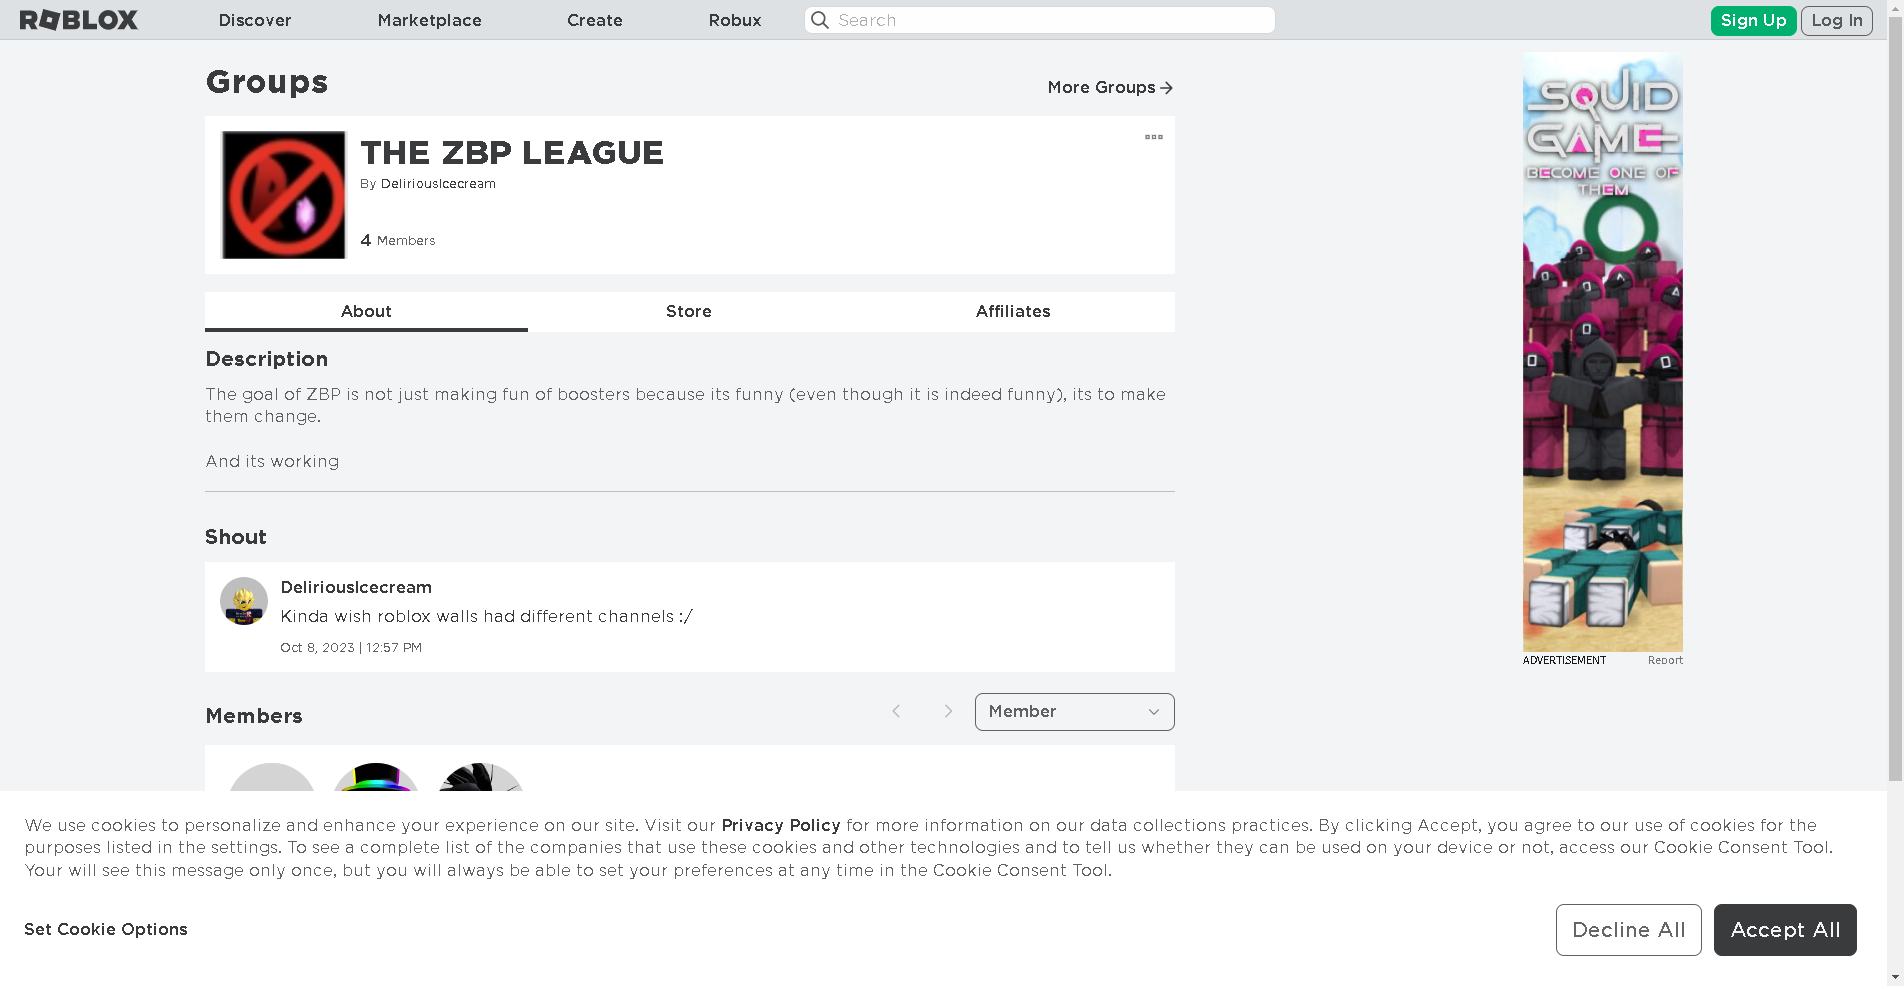 ROBLOX
Discover
Marketplace
Create
Robux
Search
Sign Up
Log In
Groups
More Groups
THE ZBP LEAGUE
By DeliriousIcecream
4 Members
About
Store
Affiliates
Description
The goal of ZBP is not just making fun of boosters because its funny (even though it is indeed funny), its to make
them change.
And its working
Shout
DeliriousIcecream
Kinda wish roblox walls had different channels :/
Oct 8, 2023 | 12:57 PM
Members
Member
SQUID
GAME
BECOME ONE OF
THEM
ADVERTISEMENT
Report
We use cookies to personalize and enhance your experience on our site. Visit our Privacy Policy for more information on our data collections practices. By clicking Accept, you agree to our use of cookies for the
purposes listed in the settings. To see a complete list of the companies that use these cookies and other technologies and to tell us whether they can be used on your device or not, access our Cookie Consent Tool.
Your will see this message only once, but you will always be able to set your preferences at any time in the Cookie Consent Tool.
Set Cookie Options
Decline All
Accept All